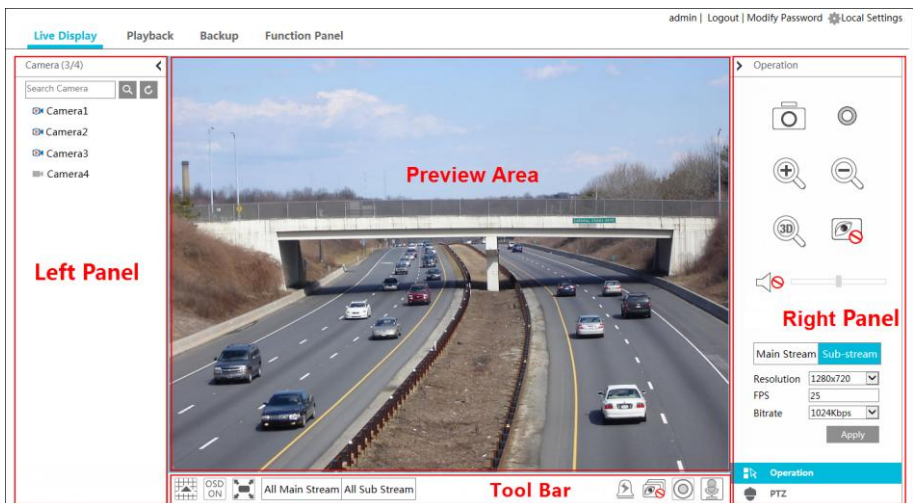 admin | Logout | Modify Password Local Settings
Live Display Playback Backup Function Panel
Camera (3/4)
Search Camera
Camera1
Camera2
Camera3
Camera4
Left Panel
Preview Area
Operation
3D
Right Panel
Main Stream Sub-stream
Resolution 1280x720
FPS 25
Bitrate 1024Kbps
Apply
Operation
PTZ
OSD
ON
All Main Stream All Sub Stream
Tool Bar